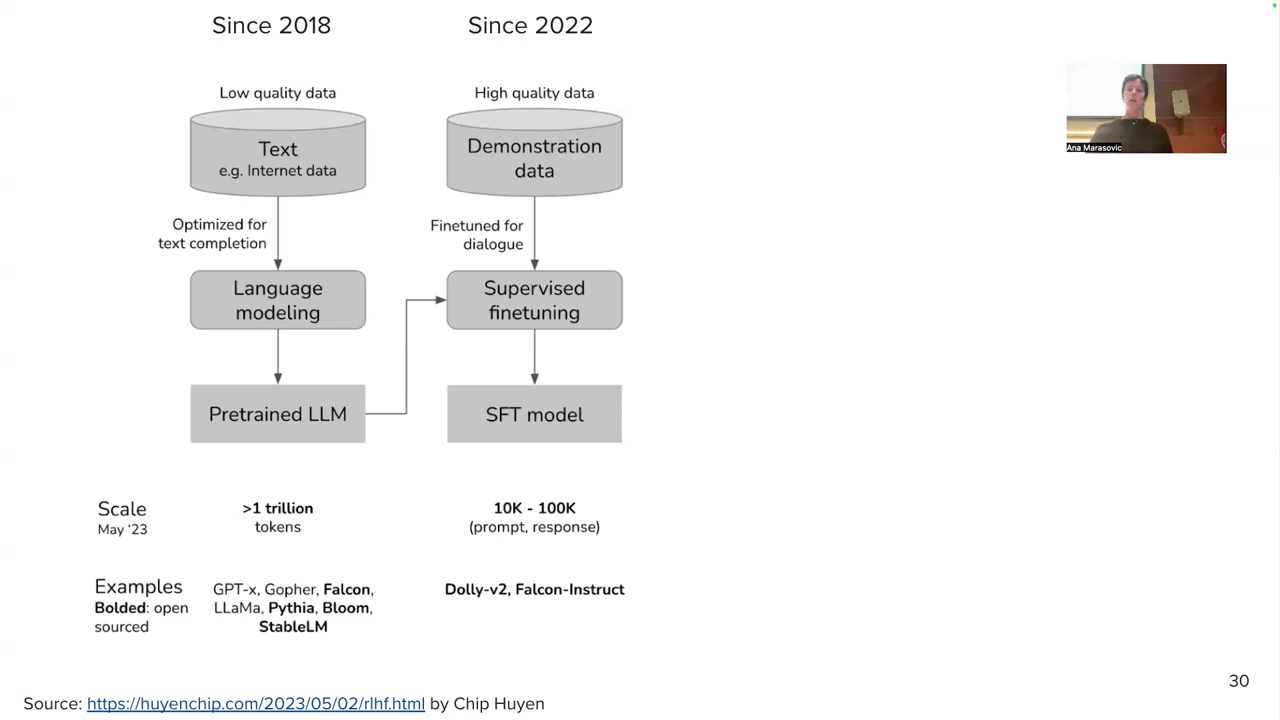 Since 2018
Since 2022
Low quality data
High quality data
Text
e.g. Internet data
Demonstration
data
Optimized for
text completion
Finetuned for
dialogue
Language
modeling
Supervised
finetuning
Pretrained LLM
SFT model
Scale
May ‘23
>1 trillion
tokens
10K - 100K
(prompt, response)
Examples
Bolded: open
sourced
GPT-x, Gopher, Falcon,
LLaMa, Pythia, Bloom,
StableLM
Dolly-v2, Falcon-Instruct
Ana Marasovic
30
Source: https://huyenchip.com/2023/05/02/rlhf.html by Chip Huyen